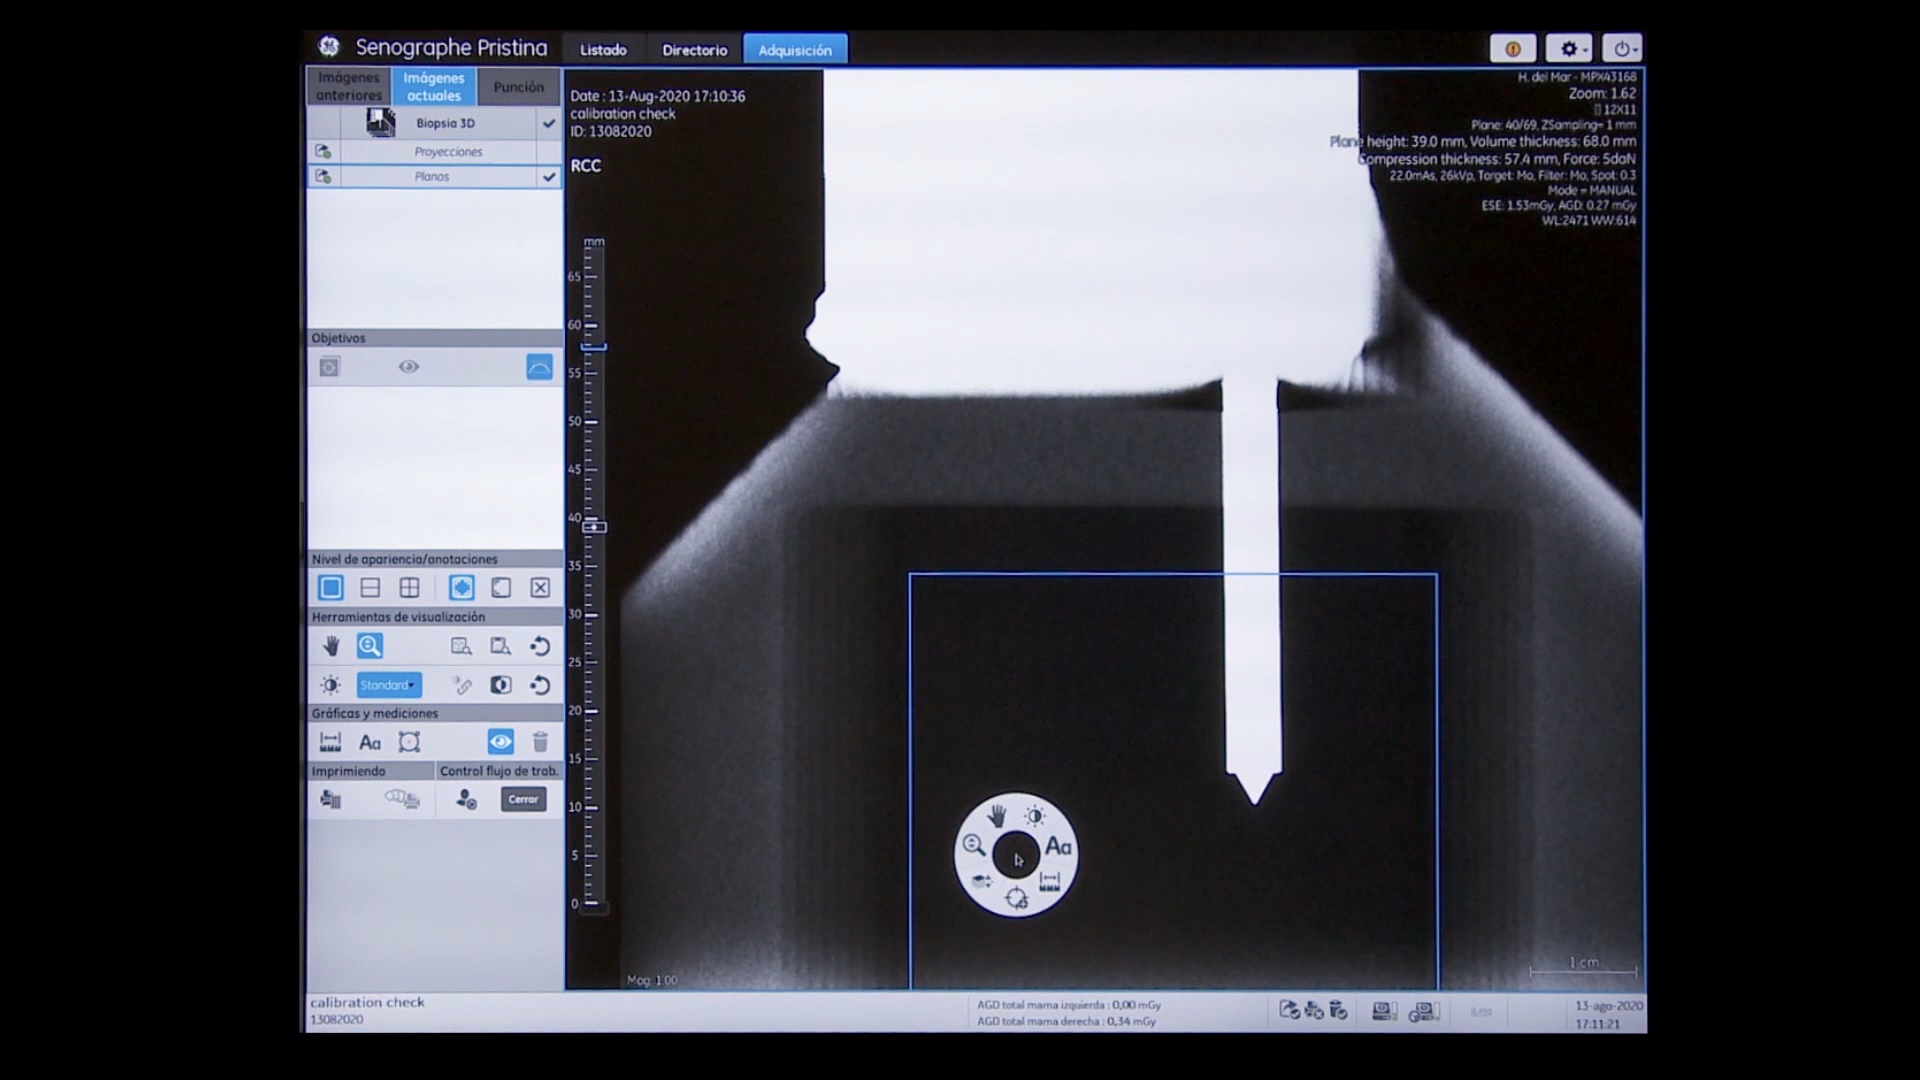 Senographe Pristina
Listado
Directorio
Adquisición
Imágenes
anteriores
Imágenes
actuales
Punción
Biopsia 3D
Proyecciones
Planos
Objetivos
Nivel de apariencia/anotaciones
Herramientas de visualización
Standard
Gráficas y mediciones
Aa
Imprimiendo
Control flujo de trab.
Cerrar
Date : 13-Aug-2020 17:10:36
calibration check
ID: 13082020
RCC
H. del Mar - MPX43168
Zoom: 1.62
12X11
Plane: 40/69, ZSampling= 1 mm
Plane height: 39.0 mm, Volume thickness: 68.0 mm
Compression thickness: 57.4 mm, Force: 5daN
22.0mAs, 26kVp, Target: Mo, Filter: Mo, Spot: 0.3
Mode = MANUAL
ESE: 1.53mGy, AGD: 0.27 mGy
WL:2471 WW:614
mm
65
60
55
50
45
40
35
30
25
20
15
10
5
0
Aa
Mag: 1.00
1 cm
calibration check
13082020
AGD total mama izquierda : 0,00 mGy
AGD total mama derecha : 0,34 mGy
13-ago-2020
17:11:21